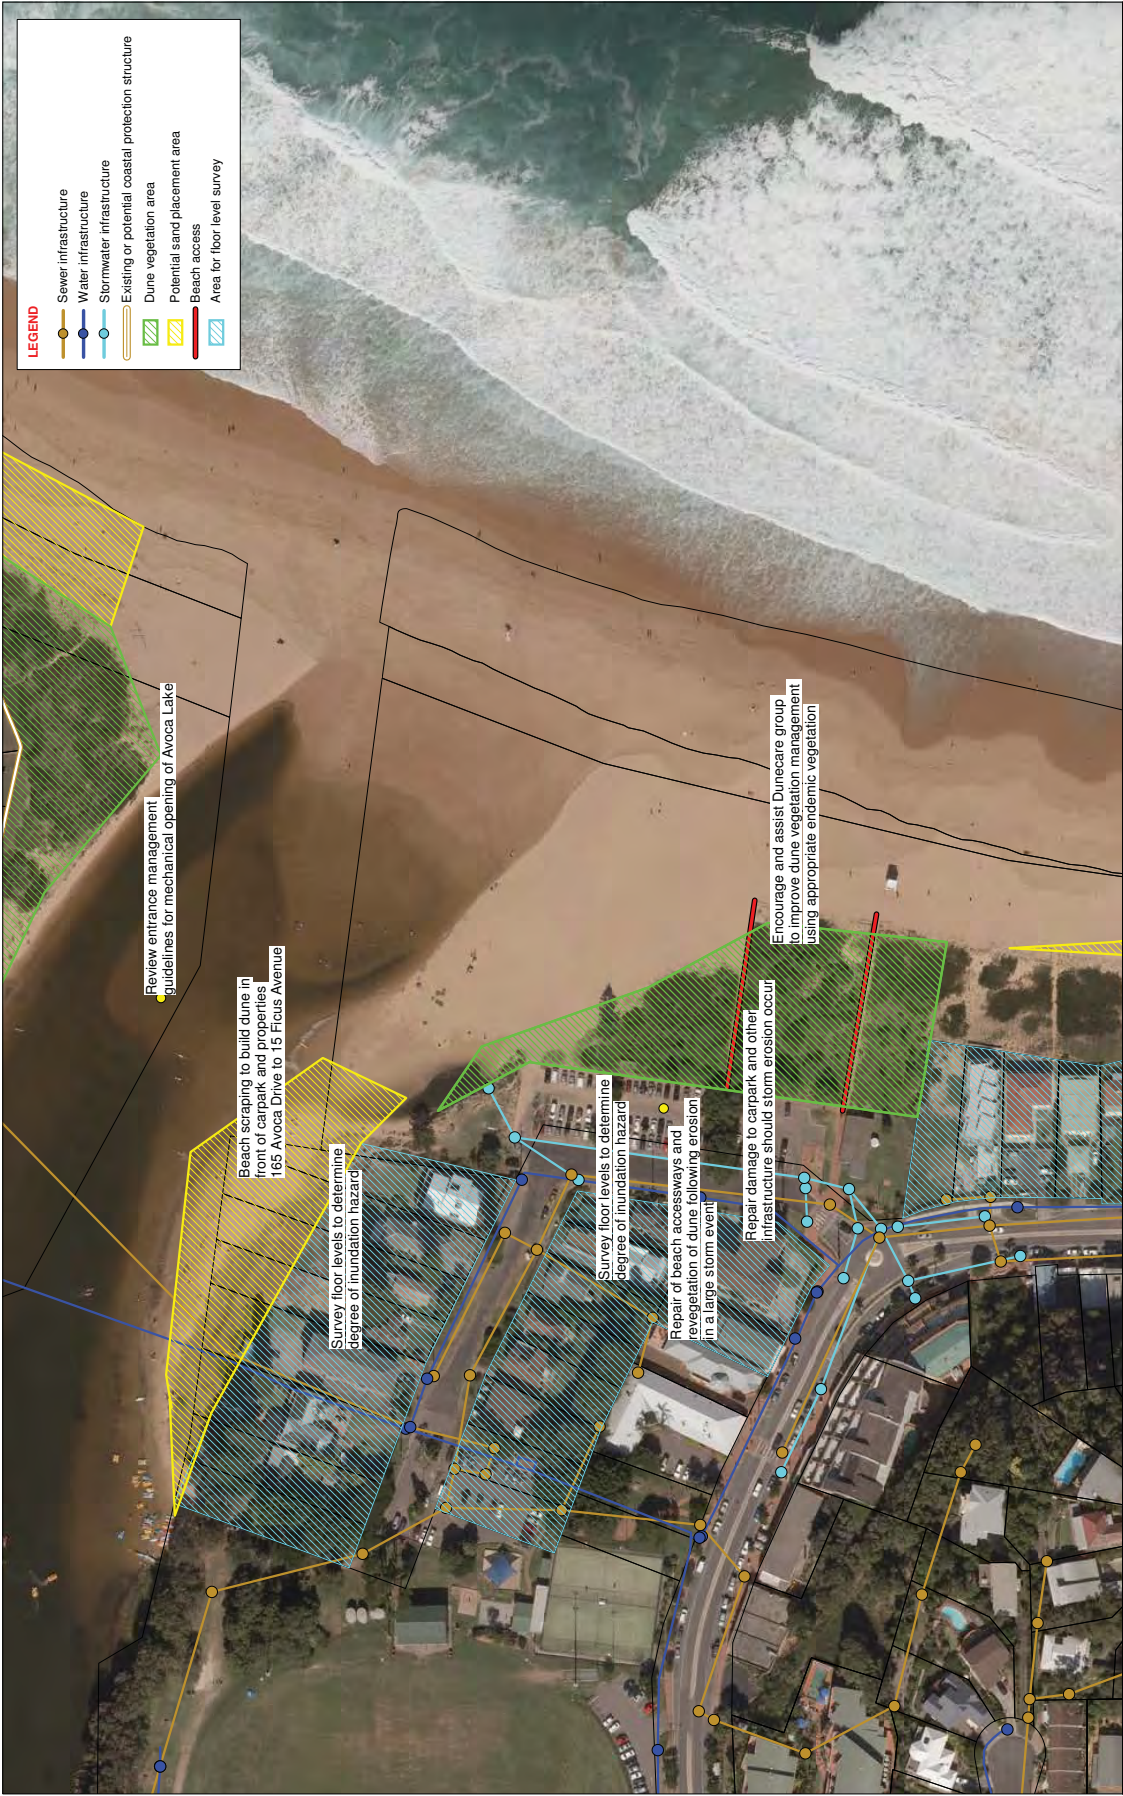 LEGEND
Sewer infrastructure
Water infrastructure
Stormwater infrastructure
Existing or potential coastal protection structure
Dune vegetation area
Potential sand placement area
Beach access
Area for floor level survey
Review entrance management
guidelines for mechanical opening of Avoca Lake
Beach scraping to build dune in
front of carpark and properties
165 Avoca Drive to 15 Ficus Avenue
Survey floor levels to determine
degree of inundation hazard
Survey floor levels to determine
degree of inundation hazard
Repair of beach accessways and
revegetation of dune following erosion
in a large storm event
Repair damage to carpark and other
infrastructure should storm erosion occur
Encourage and assist Dunecare group
to improve dune vegetation management
using appropriate endemic vegetation